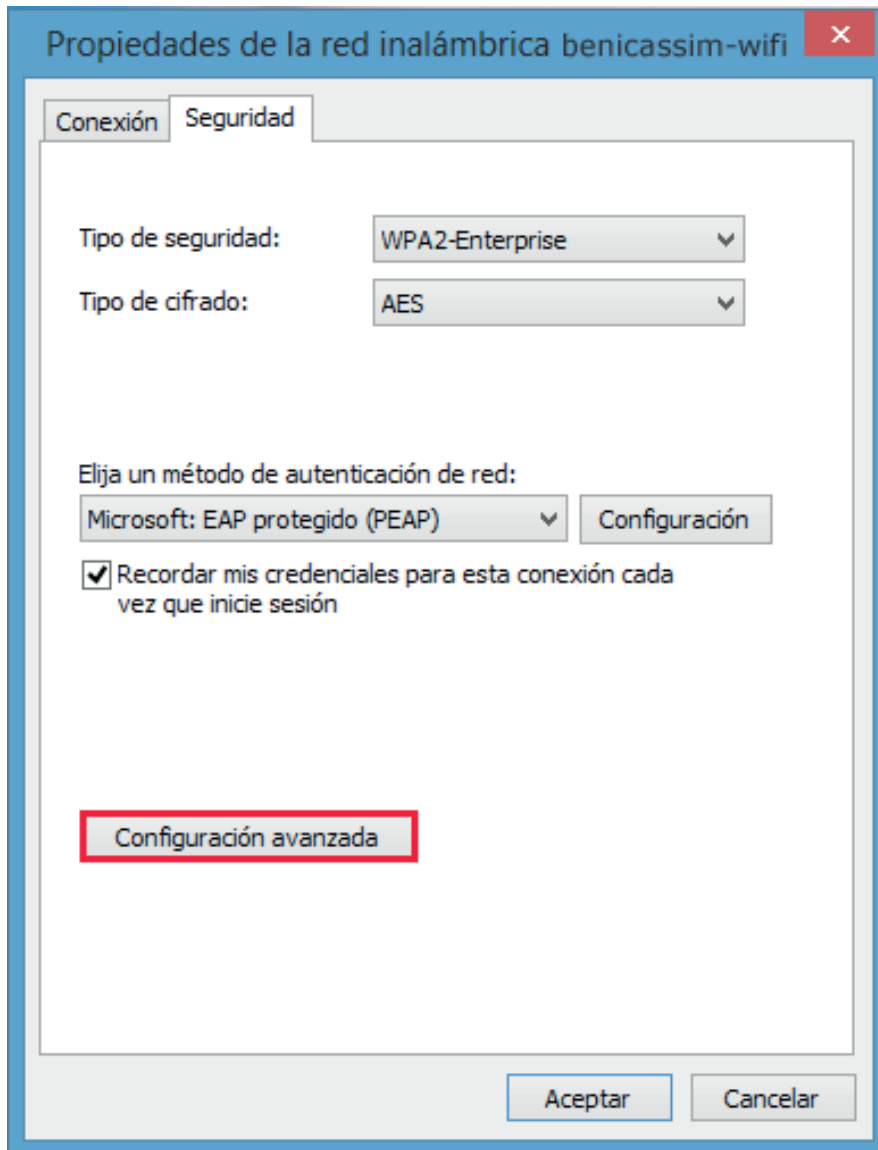 Propiedades de la red inalámbrica benicassim-wifi
Conexión Seguridad
Tipo de seguridad: WPA2-Enterprise
Tipo de cifrado: AES
Elija un método de autenticación de red:
Microsoft: EAP protegido (PEAP) Configuración
Recordar mis credenciales para esta conexión cada
vez que inicie sesión
Configuración avanzada
Aceptar Cancelar